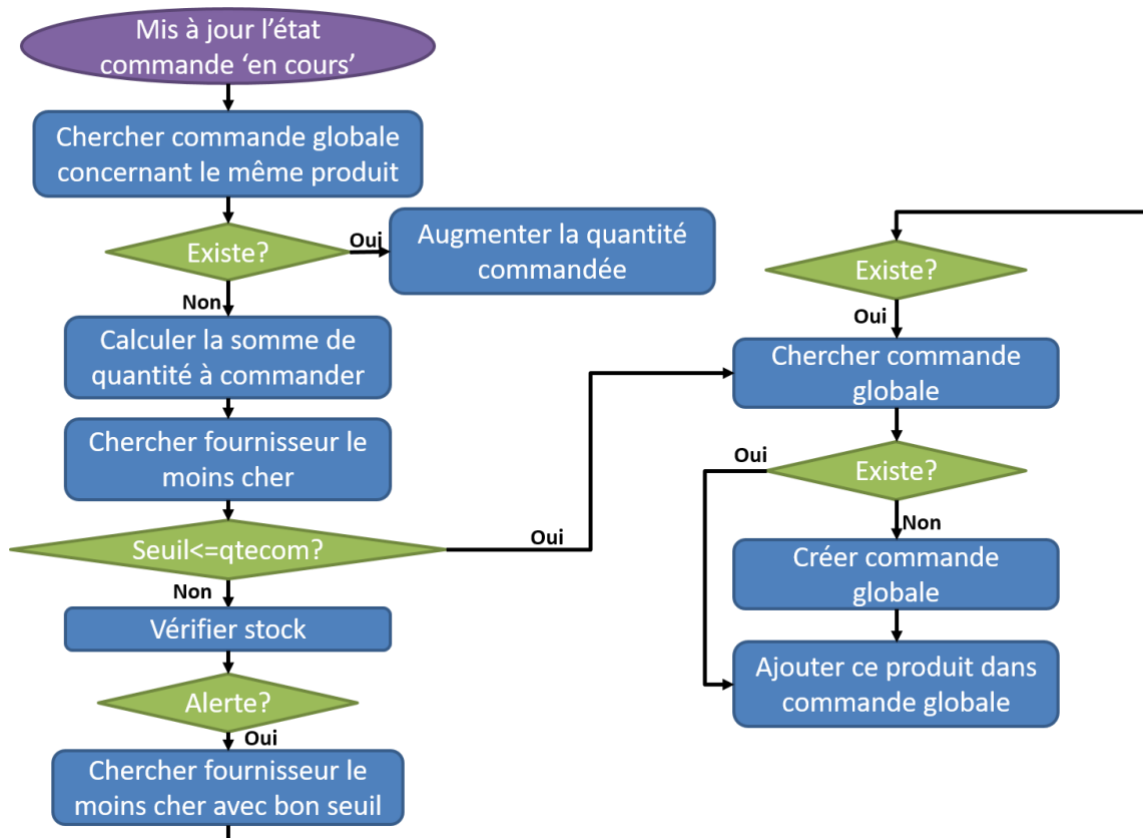 Mis à jour l’état
commande ‘en cours’
Chercher commande globale
concernant le même produit
Existe?
Oui
Augmenter la quantité
commandée
Non
Calculer la somme de
quantité à commander
Chercher fournisseur le
moins cher
Seuil<=qtecom?
Oui
Non
Vérifier stock
Alerte?
Oui
Chercher fournisseur le
moins cher avec bon seuil
Existe?
Oui
Chercher commande
globale
Oui
Existe?
Non
Créer commande
globale
Ajouter ce produit dans
commande globale